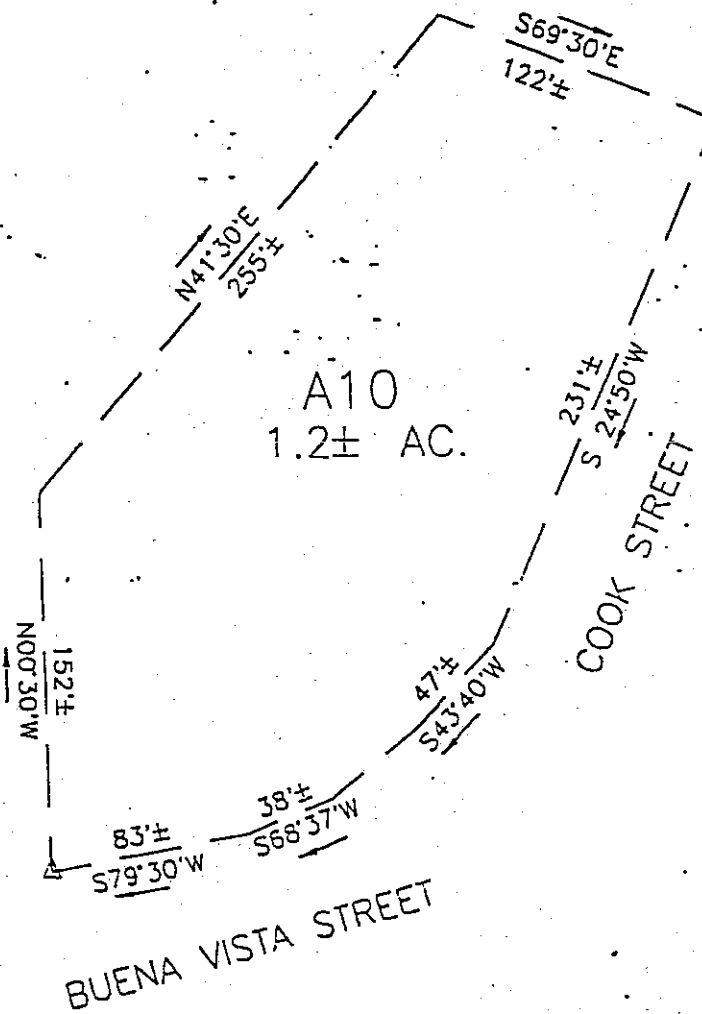 S69°30'E
122'±
N41°30'E
255'±
A10
1.2± AC.
231'±
S 24°50'W
COOK STREET
152'±
N00°30'W
47'±
S43°40'W
38'±
S68°37'W
83'±
S79°30'W
BUENA VISTA STREET